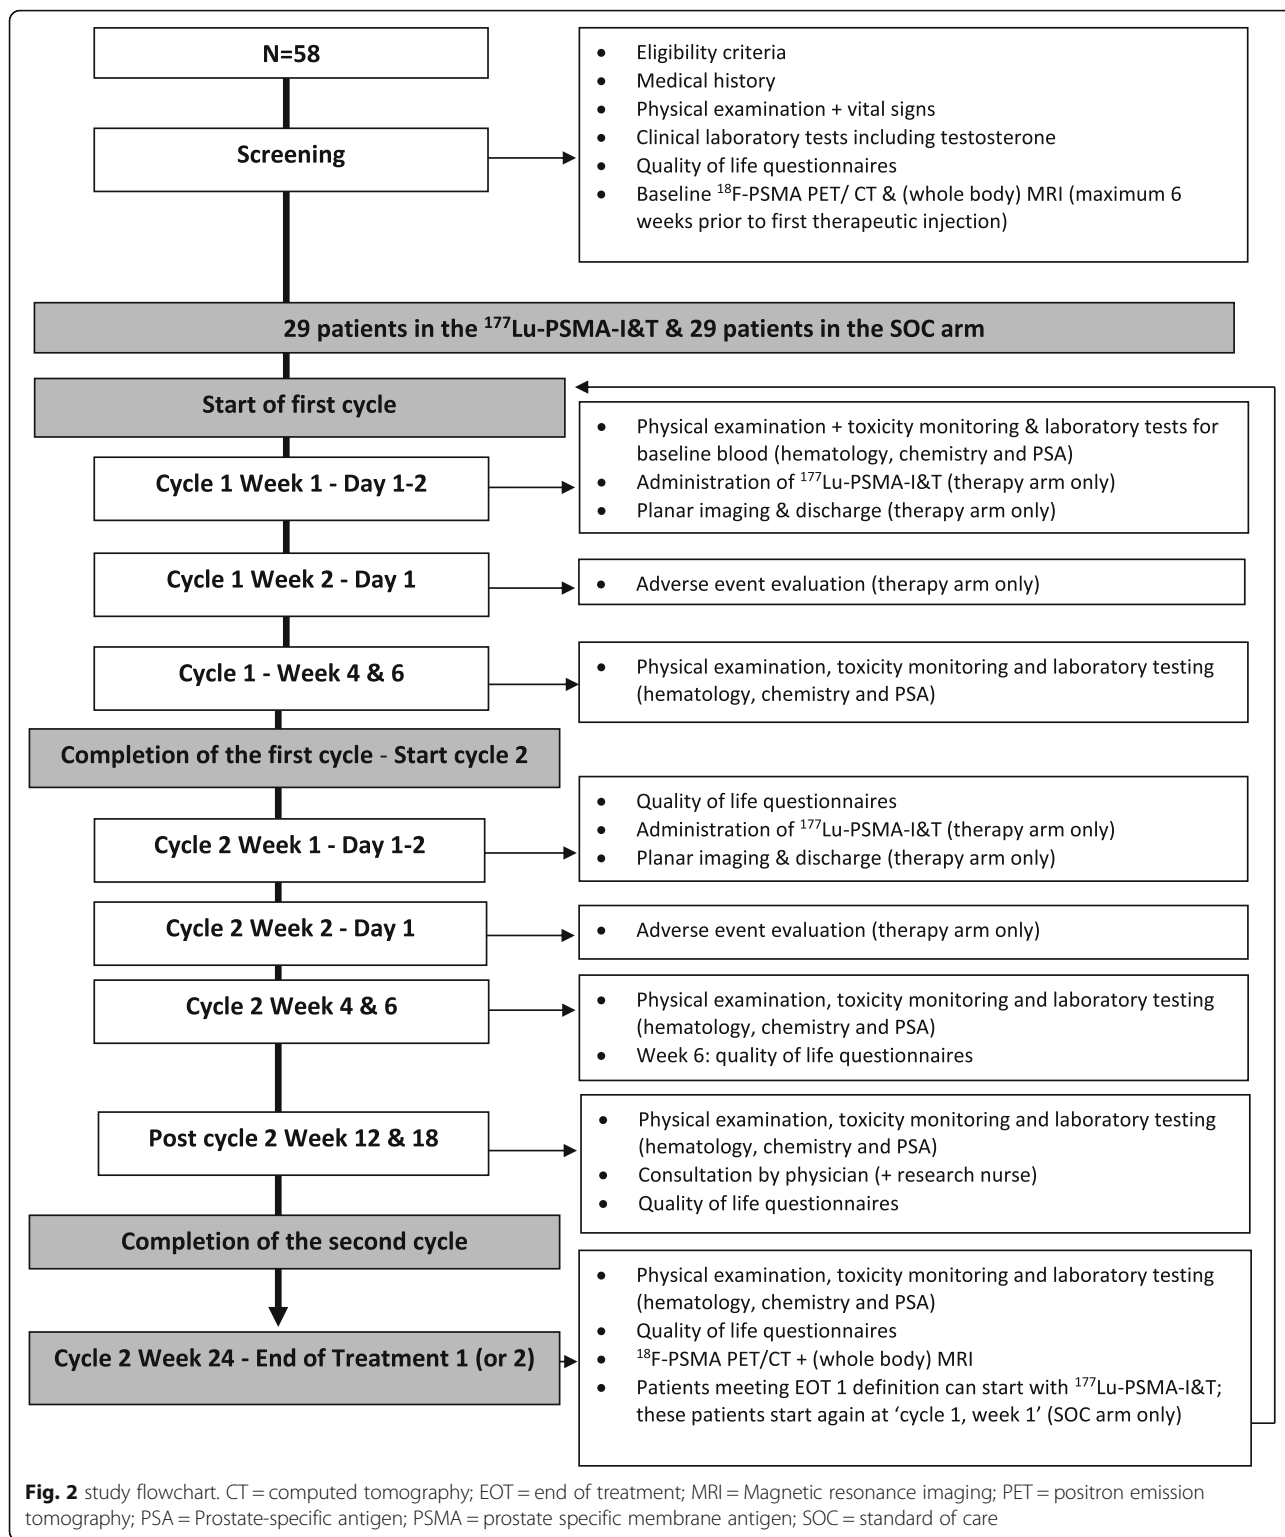 N=58
Screening
• Eligibility criteria
• Medical history
• Physical examination + vital signs
• Clinical laboratory tests including testosterone
• Quality of life questionnaires
• Baseline ¹⁸F-PSMA PET/ CT & (whole body) MRI (maximum 6
weeks prior to first therapeutic injection)
29 patients in the ¹⁷⁷Lu-PSMA-I&T & 29 patients in the SOC arm
Start of first cycle
Cycle 1 Week 1 - Day 1-2
• Physical examination + toxicity monitoring & laboratory tests for
baseline blood (hematology, chemistry and PSA)
• Administration of ¹⁷⁷Lu-PSMA-I&T (therapy arm only)
• Planar imaging & discharge (therapy arm only)
Cycle 1 Week 2 - Day 1
• Adverse event evaluation (therapy arm only)
Cycle 1 - Week 4 & 6
• Physical examination, toxicity monitoring and laboratory testing
(hematology, chemistry and PSA)
Completion of the first cycle - Start cycle 2
Cycle 2 Week 1 - Day 1-2
• Quality of life questionnaires
• Administration of ¹⁷⁷Lu-PSMA-I&T (therapy arm only)
• Planar imaging & discharge (therapy arm only)
Cycle 2 Week 2 - Day 1
• Adverse event evaluation (therapy arm only)
Cycle 2 Week 4 & 6
• Physical examination, toxicity monitoring and laboratory testing
(hematology, chemistry and PSA)
• Week 6: quality of life questionnaires
Post cycle 2 Week 12 & 18
• Physical examination, toxicity monitoring and laboratory testing
(hematology, chemistry and PSA)
• Consultation by physician (+ research nurse)
• Quality of life questionnaires
Completion of the second cycle
Cycle 2 Week 24 - End of Treatment 1 (or 2)
• Physical examination, toxicity monitoring and laboratory testing
(hematology, chemistry and PSA)
• Quality of life questionnaires
• ¹⁸F-PSMA PET/CT + (whole body) MRI
• Patients meeting EOT 1 definition can start with ¹⁷⁷Lu-PSMA-I&T;
these patients start again at ‘cycle 1, week 1’ (SOC arm only)
Fig. 2 study flowchart. CT = computed tomography; EOT = end of treatment; MRI = Magnetic resonance imaging; PET = positron emission
tomography; PSA = Prostate-specific antigen; PSMA = prostate specific membrane antigen; SOC = standard of care